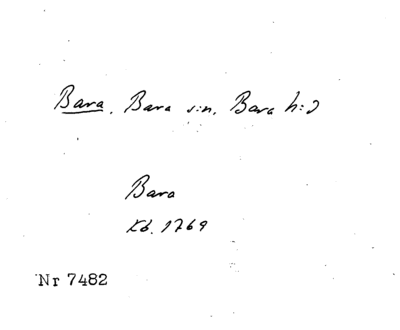 Bara, Bara s:n, Bara h:d
Bara
Kb. 1769
Nr 7482